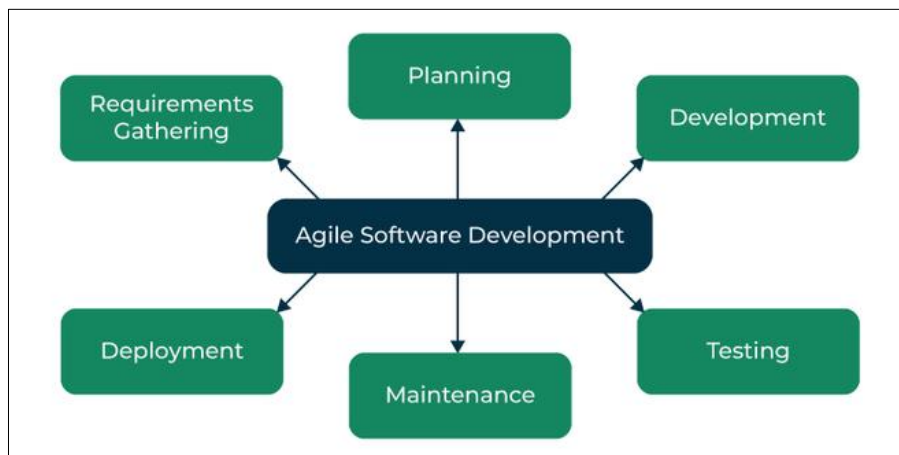 Planning
Requirements
Gathering
Development
Agile Software Development
Deployment
Testing
Maintenance